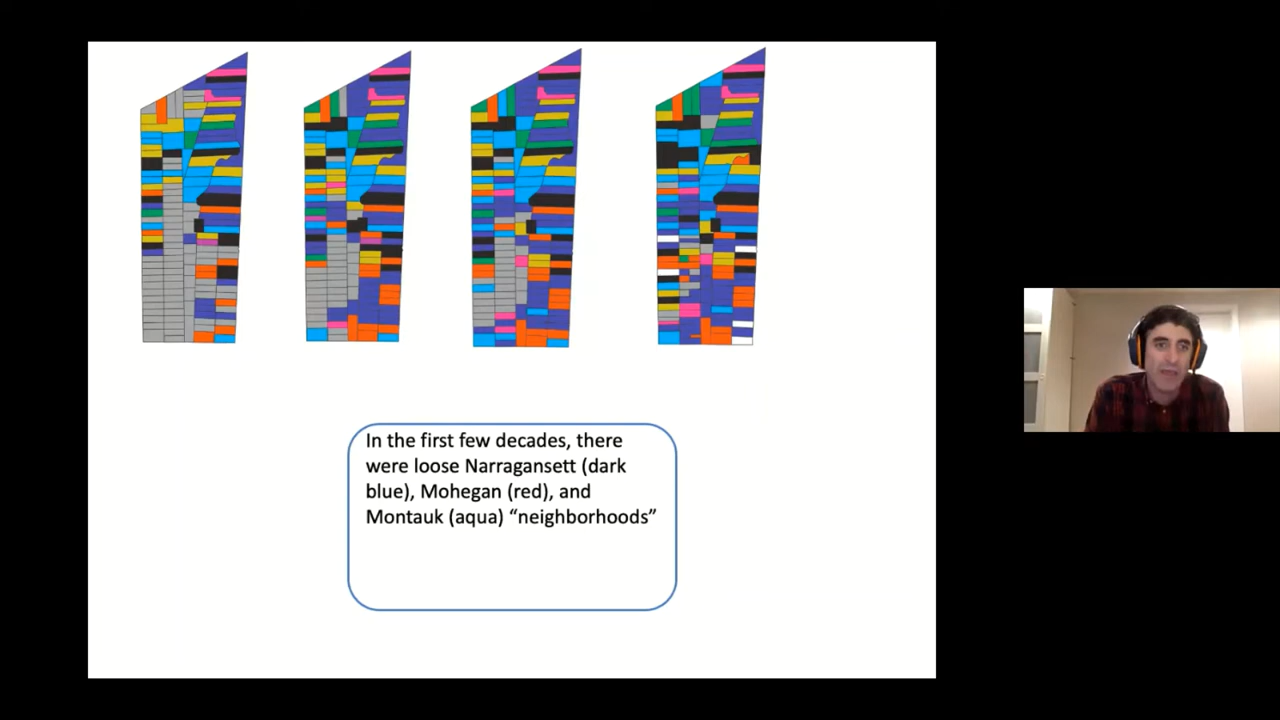 In the first few decades, there
were loose Narragansett (dark
blue), Mohegan (red), and
Montauk (aqua) “neighborhoods”